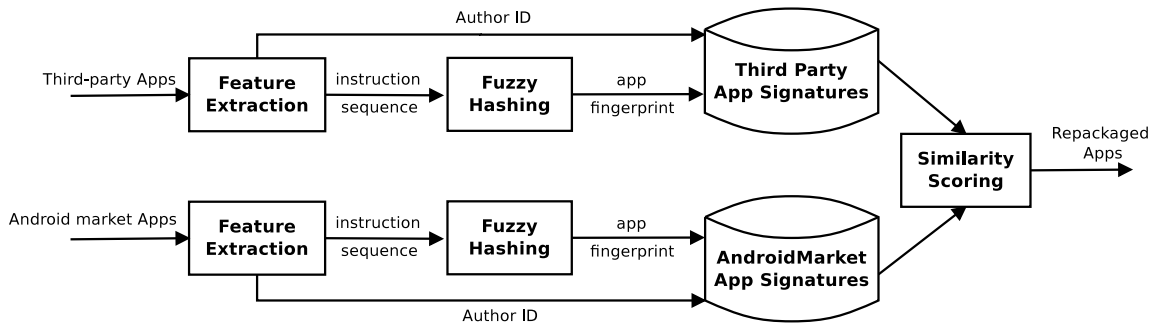 Author ID
Third-party Apps
Feature
Extraction
instruction
sequence
Fuzzy
Hashing
app
fingerprint
Third Party
App Signatures
Similarity
Scoring
Repackaged
Apps
Android market Apps
Feature
Extraction
instruction
sequence
Fuzzy
Hashing
app
fingerprint
AndroidMarket
App Signatures
Author ID